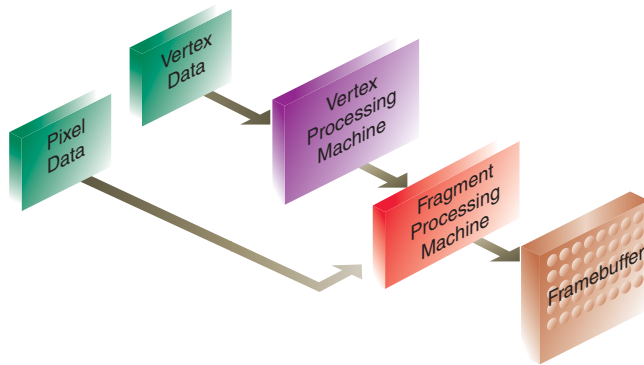 Vertex
Data
Pixel
Data
Vertex
Processing
Machine
Fragment
Processing
Machine
Framebuffer